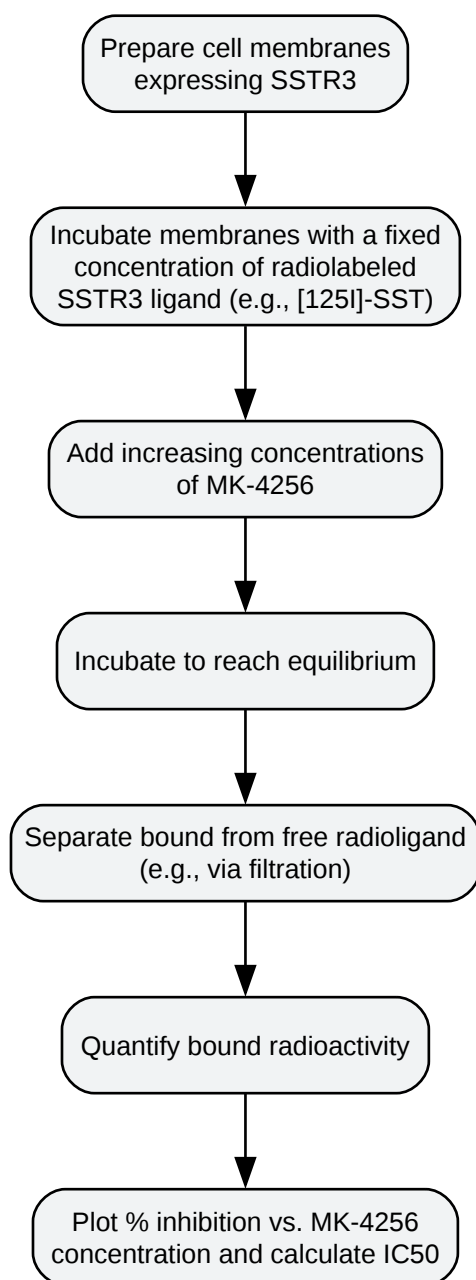 Prepare cell membranes
expressing SSTR3
Incubate membranes with a fixed
concentration of radiolabeled
SSTR3 ligand (e.g., [125I]-SST)
Add increasing concentrations
of MK-4256
Incubate to reach equilibrium
Separate bound from free radioligand
(e.g., via filtration)
Quantify bound radioactivity
Plot % inhibition vs. MK-4256
concentration and calculate IC50